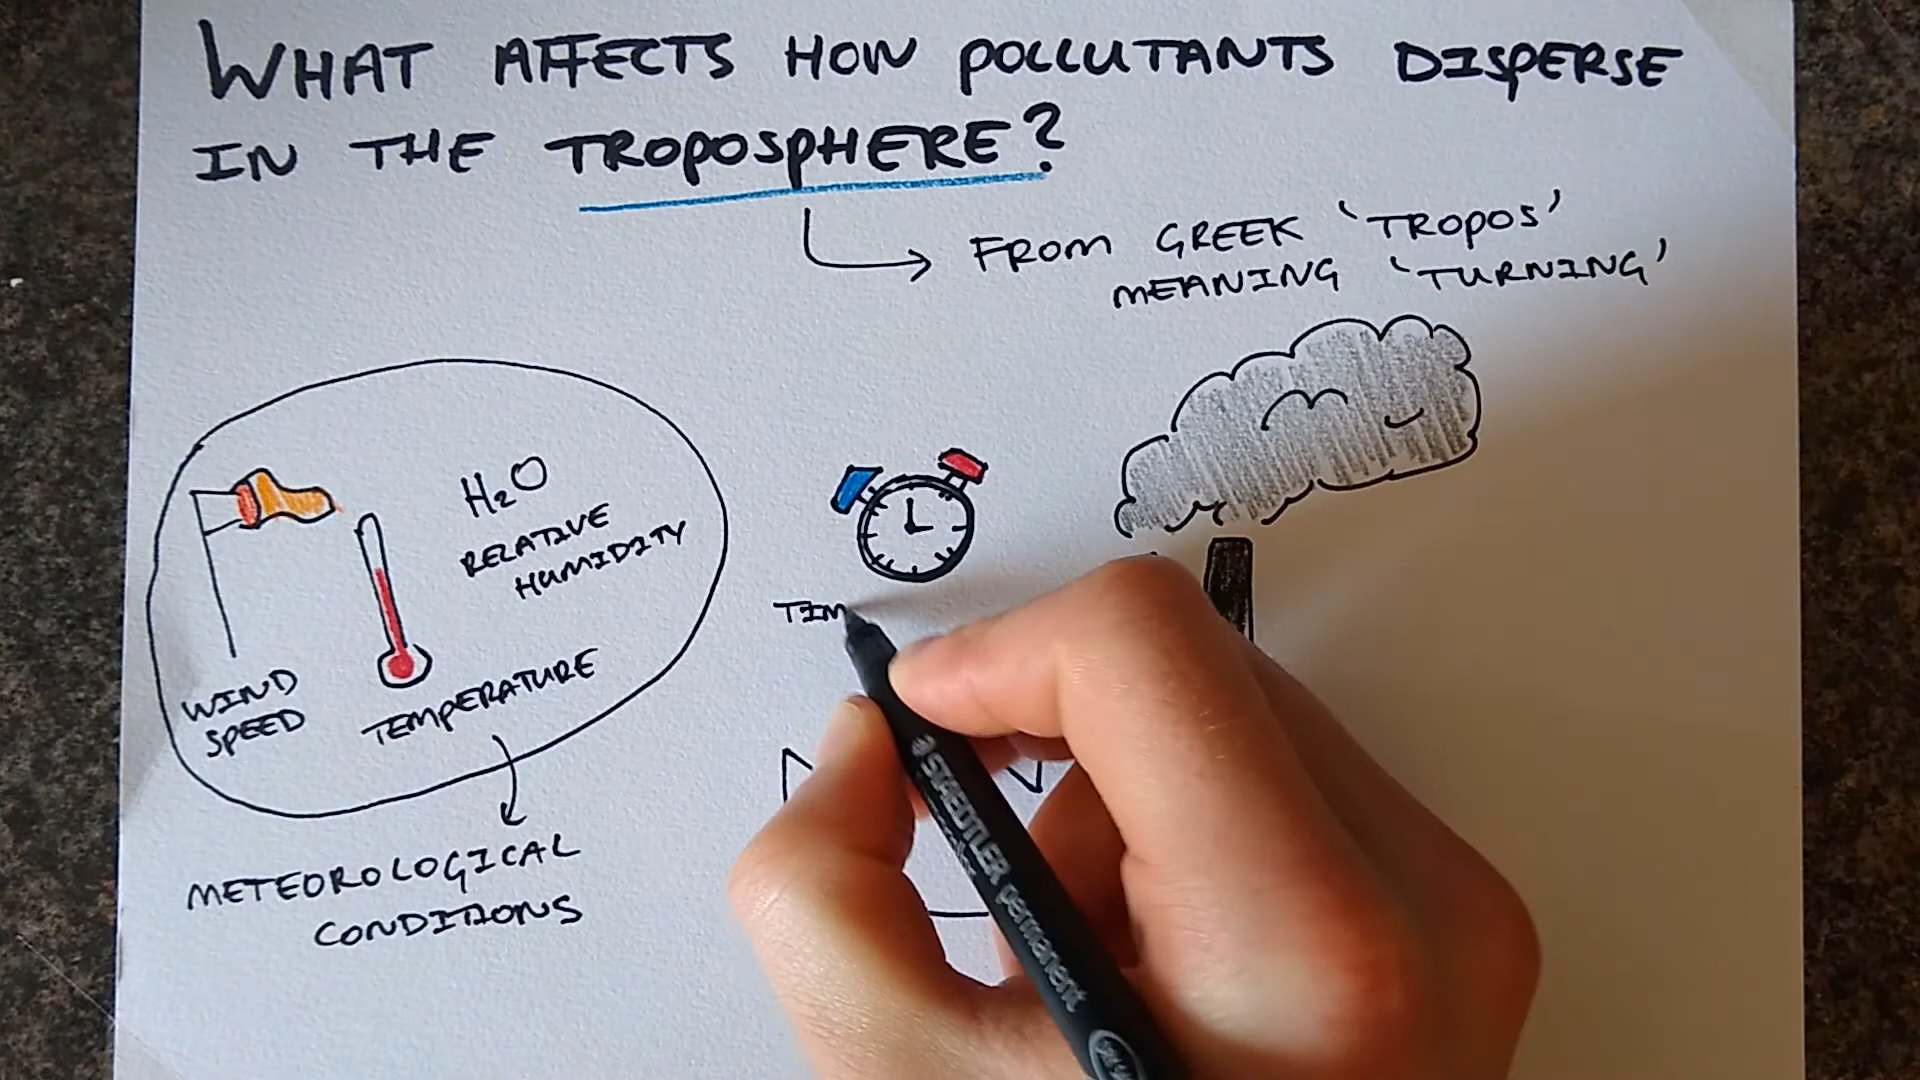 WHAT AFFECTS HOW POLLUTANTS DISPERSE
IN THE TROPOSPHERE?
FROM GREEK 'TROPOS'
MEANING 'TURNING'
H₂O
RELATIVE
HUMIDITY
WIND
SPEED
TEMPERATURE
METEOROLOGICAL
CONDITIONS
TIM
STAEDTLER permanent